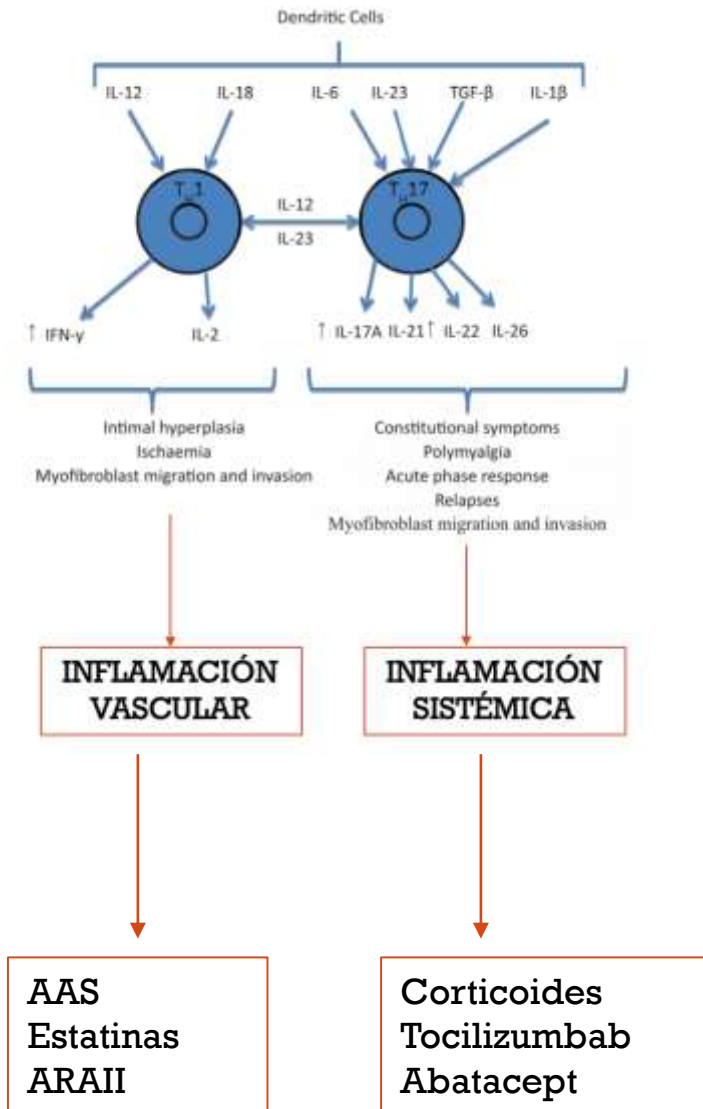 Dendritic Cells
IL-12 IL-18 IL-6 IL-23 TGF-β IL-1β
TH1 TH17
IL-12
IL-23
↑ IFN-γ IL-2 ↑ IL-17A IL-21 ↑ IL-22 IL-26
Intimal hyperplasia
Ischaemia
Myofibroblast migration and invasion
Constitutional symptoms
Polymyalgia
Acute phase response
Relapses
Myofibroblast migration and invasion
INFLAMACIÓN
VASCULAR
INFLAMACIÓN
SISTÉMICA
AAS
Estatinas
ARAII
Corticoides
Tocilizumbab
Abatacept